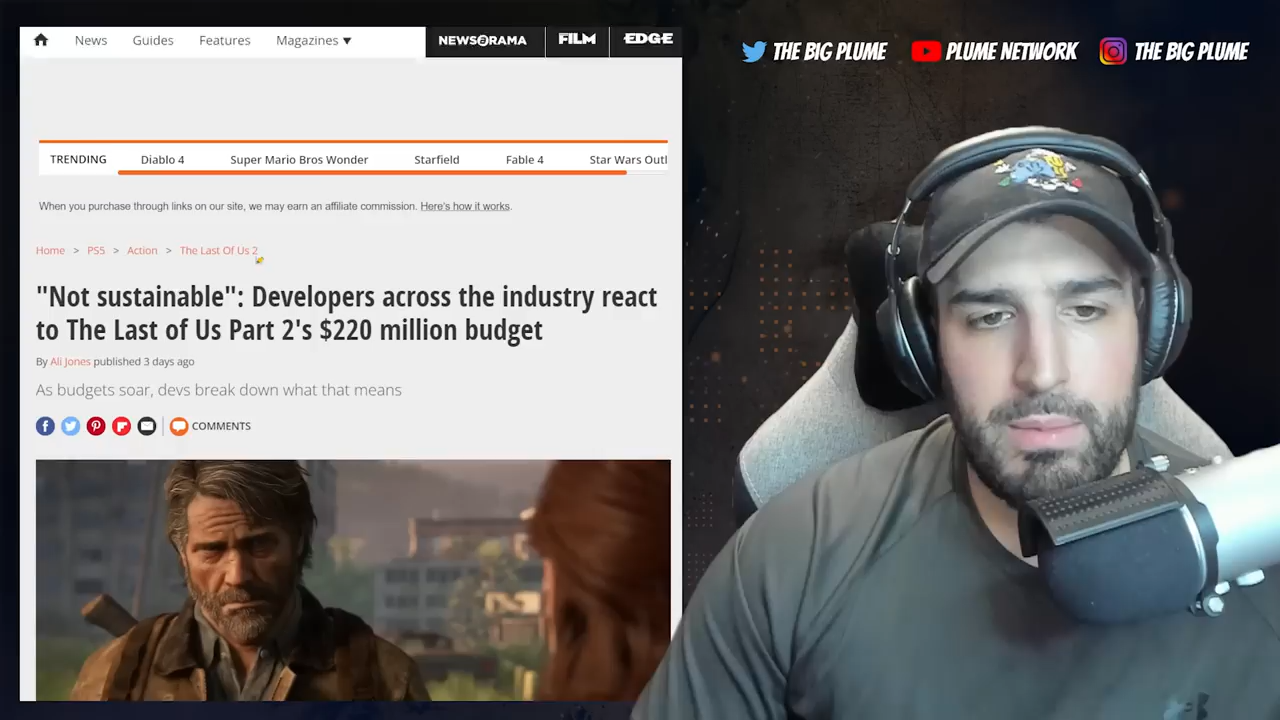 News Guides Features Magazines ▼ NEWSARAMA FILM EDGE
THE BIG PLUME PLUME NETWORK THE BIG PLUME
TRENDING Diablo 4 Super Mario Bros Wonder Starfield Fable 4 Star Wars Outl
When you purchase through links on our site, we may earn an affiliate commission. Here's how it works.
Home > PS5 > Action > The Last Of Us 2
"Not sustainable": Developers across the industry react
to The Last of Us Part 2's $220 million budget
By Ali Jones published 3 days ago
As budgets soar, devs break down what that means
COMMENTS